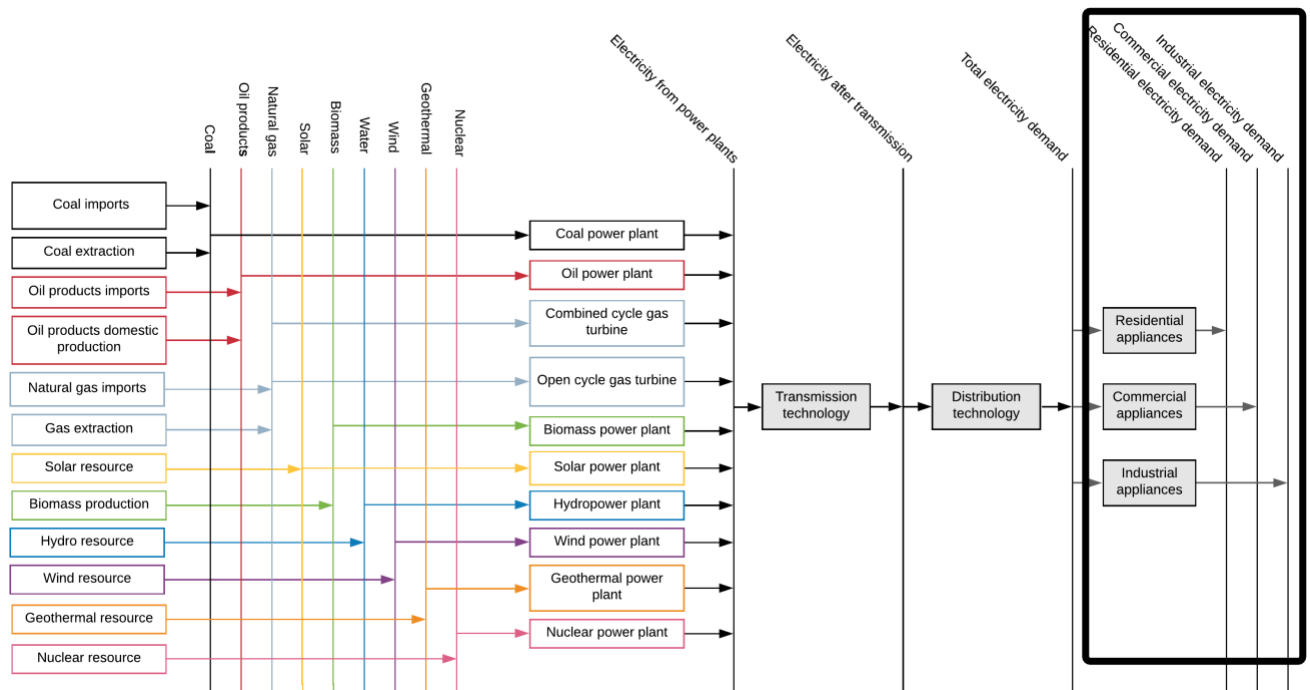 Coal
Oil products
Natural gas
Solar
Biomass
Water
Wind
Geothermal
Nuclear
Electricity from power plants
Electricity after transmission
Total electricity demand
Residential electricity demand
Commercial electricity demand
Industrial electricity demand
Coal imports
Coal extraction
Oil products imports
Oil products domestic
production
Natural gas imports
Gas extraction
Solar resource
Biomass production
Hydro resource
Wind resource
Geothermal resource
Nuclear resource
Coal power plant
Oil power plant
Combined cycle gas
turbine
Open cycle gas turbine
Biomass power plant
Solar power plant
Hydropower plant
Wind power plant
Geothermal power
plant
Nuclear power plant
Transmission
technology
Distribution
technology
Residential
appliances
Commercial
appliances
Industrial
appliances